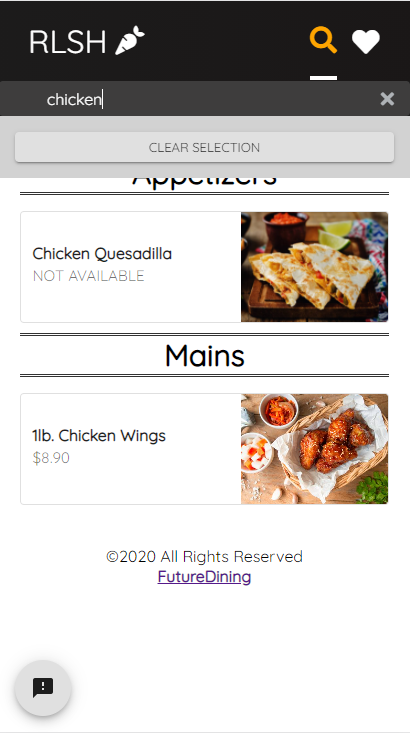 RLSH
chicken
CLEAR SELECTION
Appetizers
Chicken Quesadilla
NOT AVAILABLE
Mains
1lb. Chicken Wings
$8.90
©2020 All Rights Reserved
FutureDining